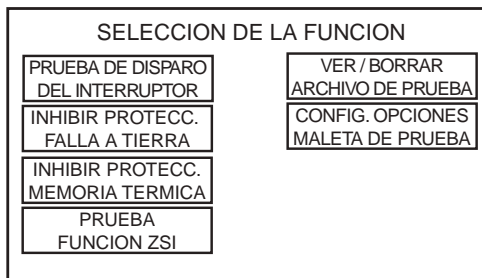 SELECCION DE LA FUNCION
PRUEBA DE DISPARO
DEL INTERRUPTOR
INHIBIR PROTECC.
FALLA A TIERRA
INHIBIR PROTECC.
MEMORIA TERMICA
PRUEBA
FUNCION ZSI
VER / BORRAR
ARCHIVO DE PRUEBA
CONFIG. OPCIONES
MALETA DE PRUEBA